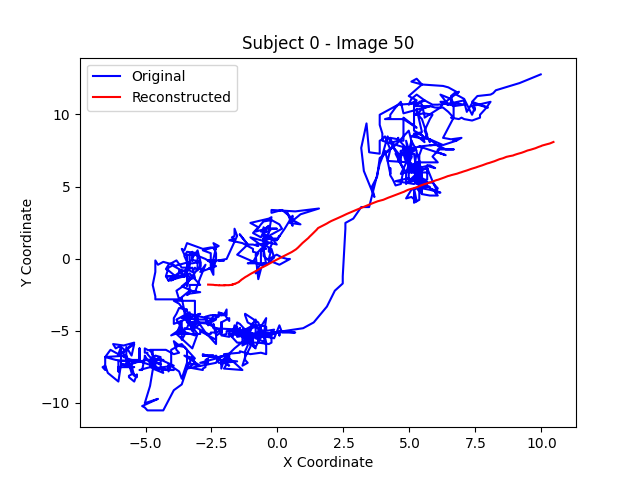 Subject 0 - Image 50
Original
Reconstructed
Y Coordinate
10
5
0
−5
−10
−5.0
−2.5
0.0
2.5
5.0
7.5
10.0
X Coordinate